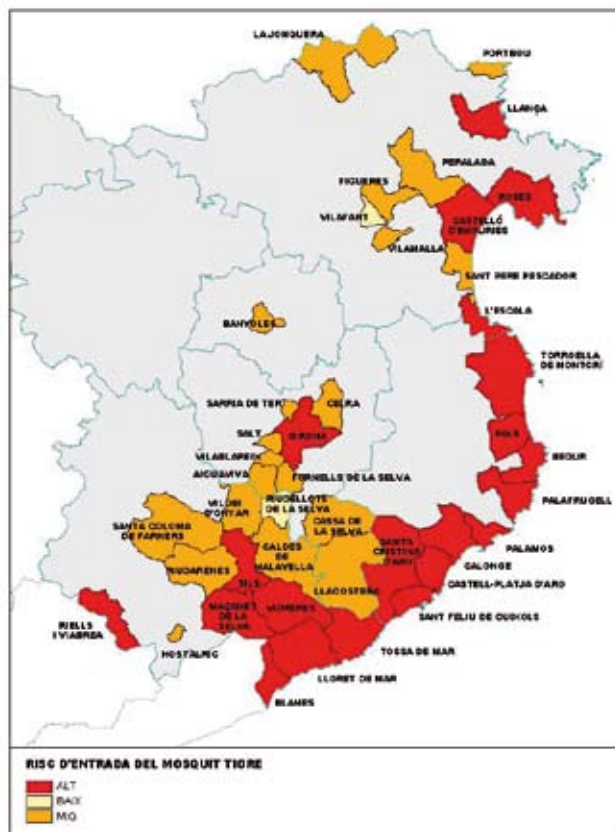 LA JONQUERA
PORTBOU
LLANÇA
PERALADA
FIGUERES
ROSES
VILAFANT
CASTELLÓ
D'EMPÚRIES
VILAMALLA
SANT PERE PESCADOR
L'ESCALA
BANYOLES
TORROELLA
DE MONTGRÍ
SARRIA DE TER
CELRA
SALT
GIRONA
PALS
VILABLAREIX
BEGUR
AIGUAVIVA
FORNELLS DE LA SELVA
PALAFRUGELL
VILOBI
D'ONYAR
RIUDELLOTS
DE LA SELVA
SANTA COLOMA
DE FARNERS
CASSA DE
LA SELVA
SANTA
CRISTINA
D'ARO
PALAMOS
CALDES
DE MALAVELLA
CALONGE
RIUDARENES
CASTELL-PLATJA D'ARO
SILS
LLAGOSTERA
MAÇANET
DE LA
SELVA
VIDRERES
SANT FELIU DE GUIXOLS
RIELLS
I VIABREA
HOSTALRIC
TOSSA DE MAR
LLORET DE MAR
BLANES
RISC D'ENTRADA DEL MOSQUIT TIGRE
ALT
BAIX
MIG